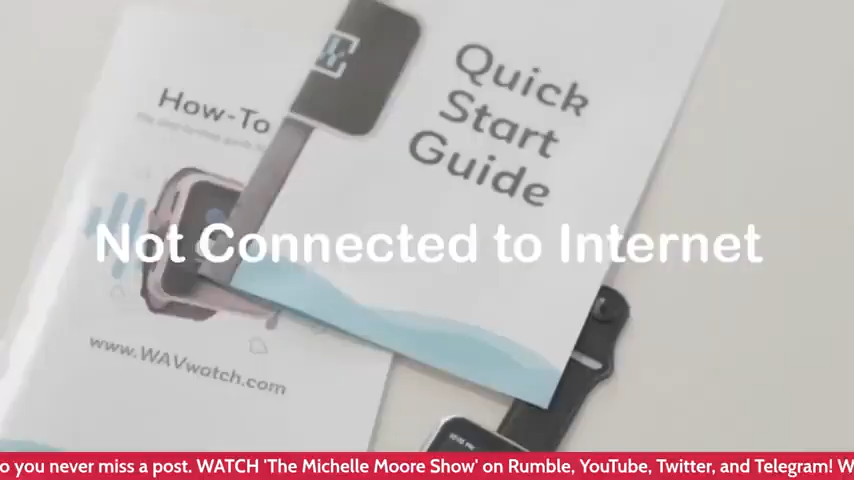 Quick
Start
Guide
How-To
Not Connected to Internet
www.WAVwatch.com
o you never miss a post. WATCH 'The Michelle Moore Show' on Rumble, YouTube, Twitter, and Telegram! W